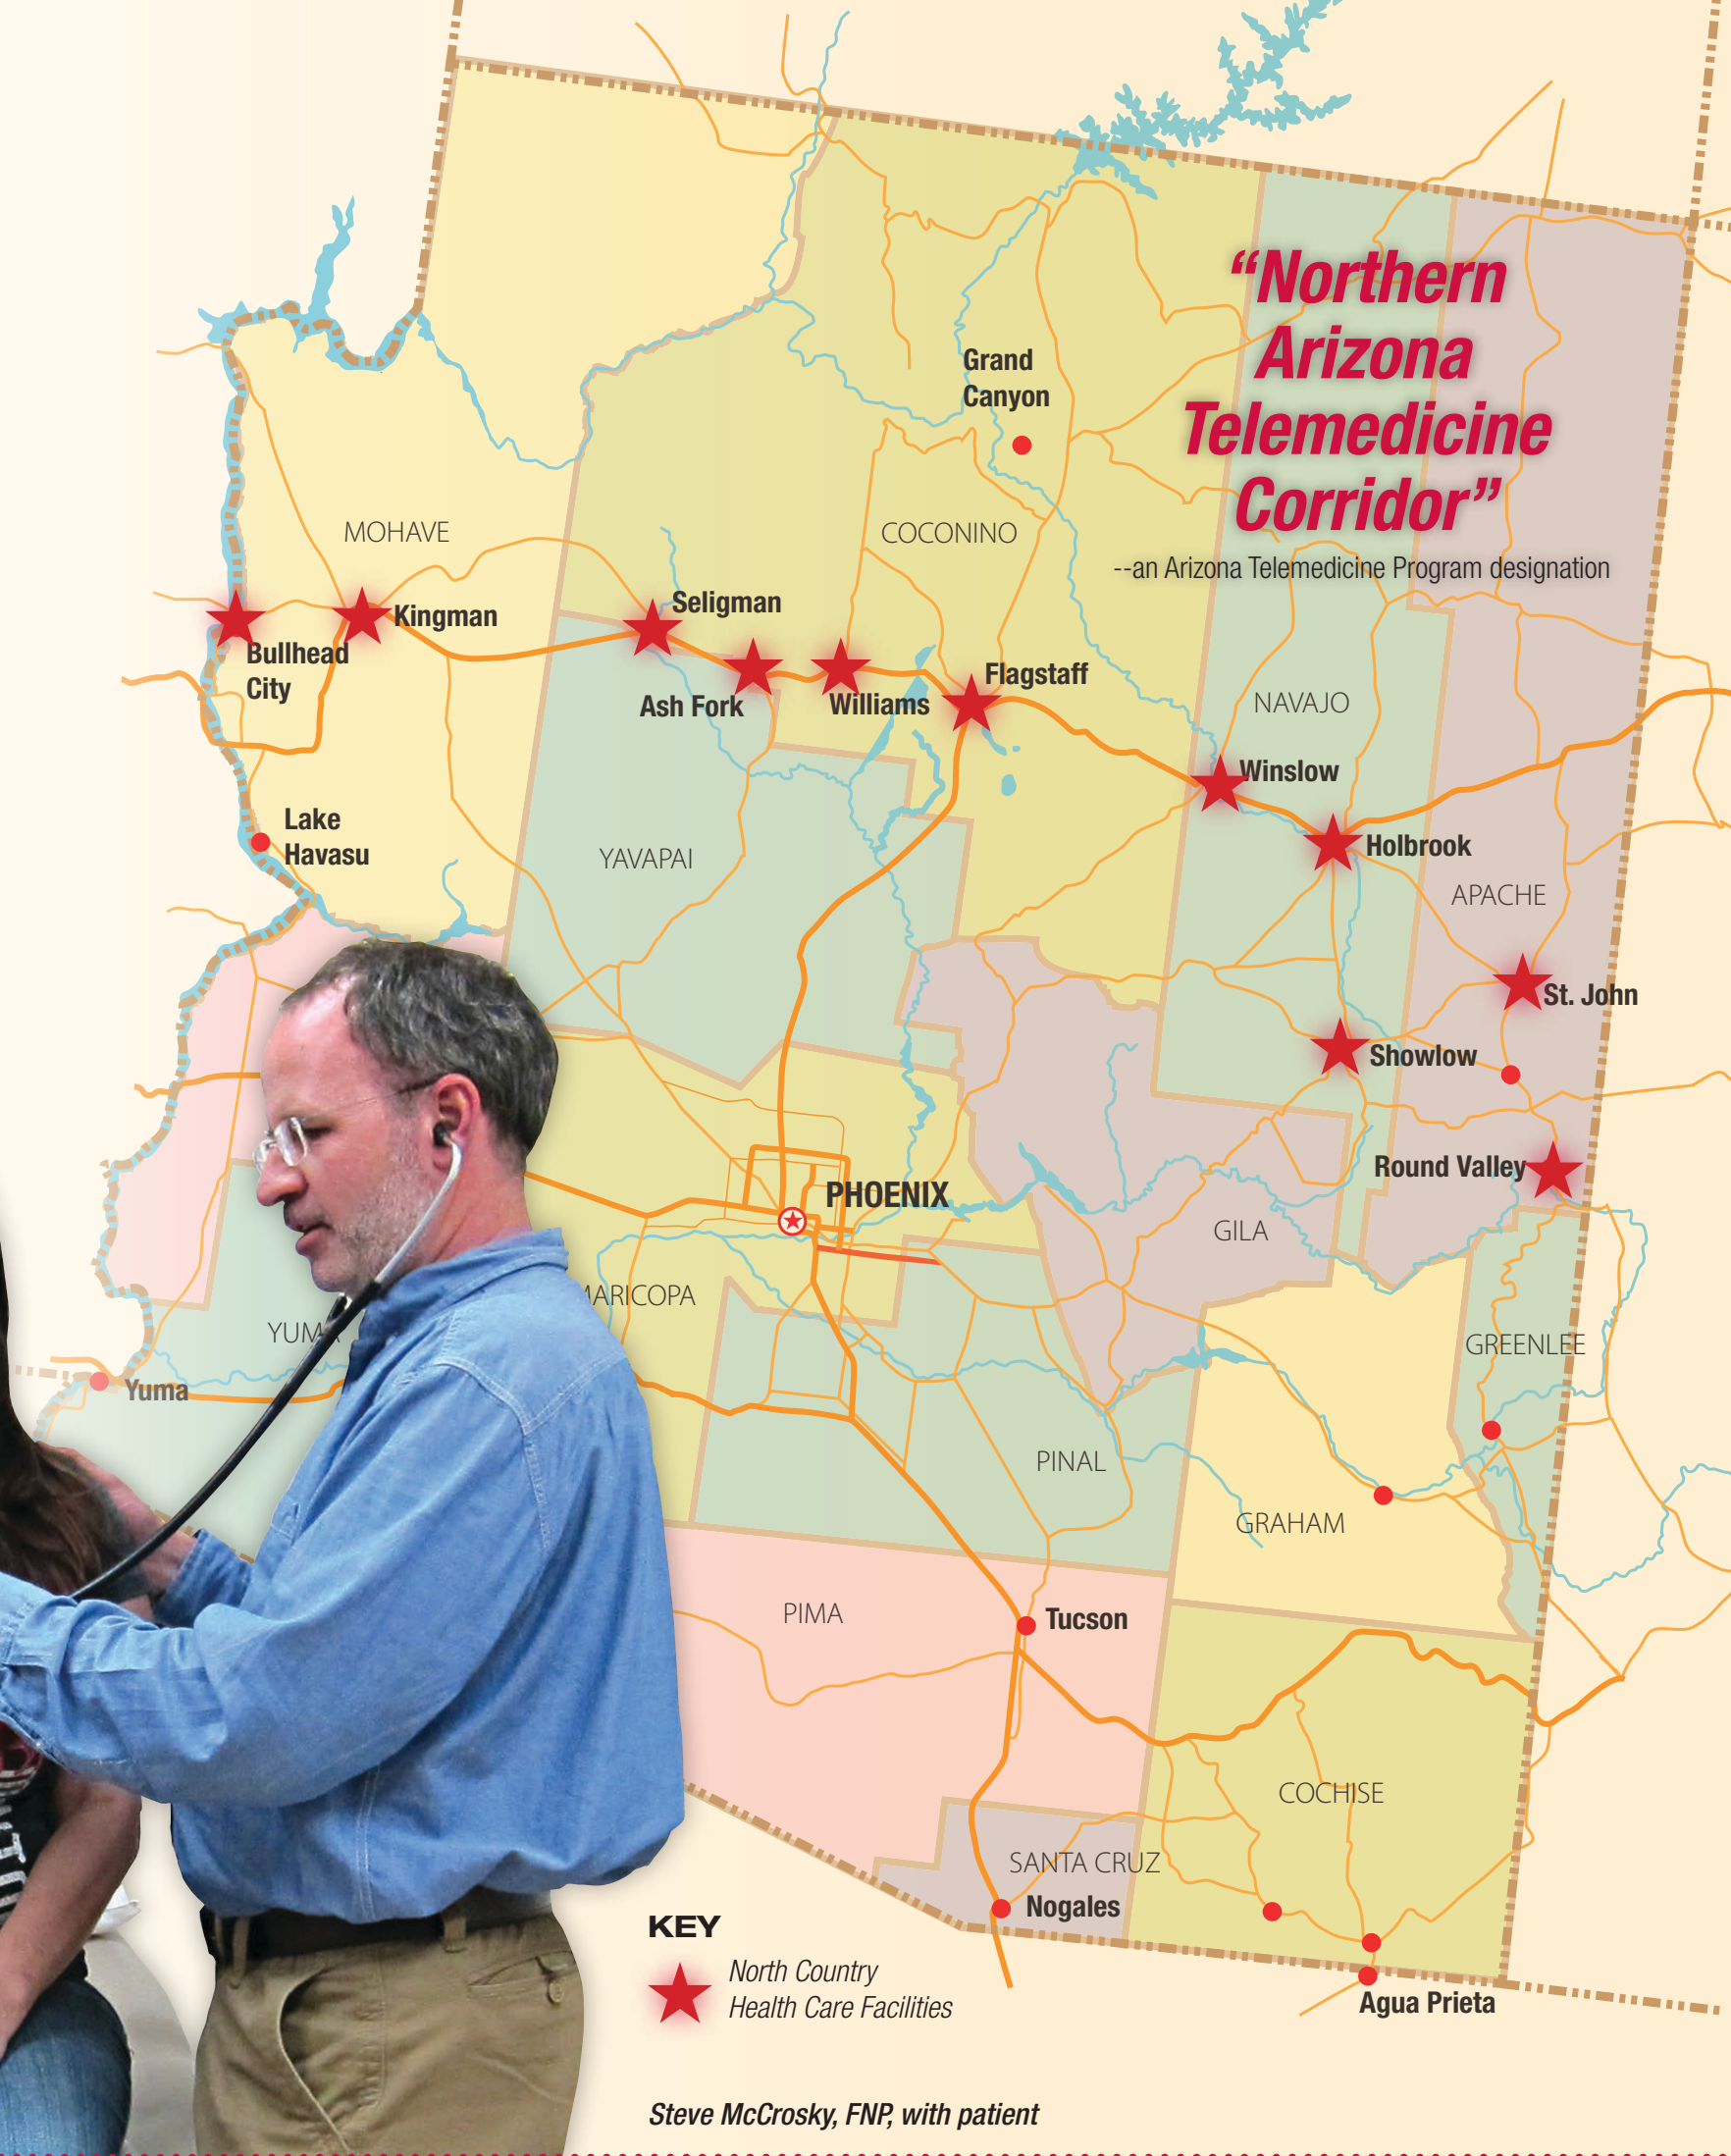 “Northern
Arizona
Telemedicine
Corridor”
--an Arizona Telemedicine Program designation
Grand
Canyon
MOHAVE
COCONINO
Seligman
Kingman
Bullhead
City
Flagstaff
Ash Fork
Williams
NAVAJO
Winslow
Lake
Havasu
Holbrook
YAVAPAI
APACHE
St. John
Showlow
Round Valley
PHOENIX
GILA
MARICOPA
YUMA
GREENLEE
Yuma
PINAL
GRAHAM
PIMA
Tucson
COCHISE
SANTA CRUZ
Nogales
KEY
North Country
Health Care Facilities
Agua Prieta
Steve McCrosky, FNP, with patient